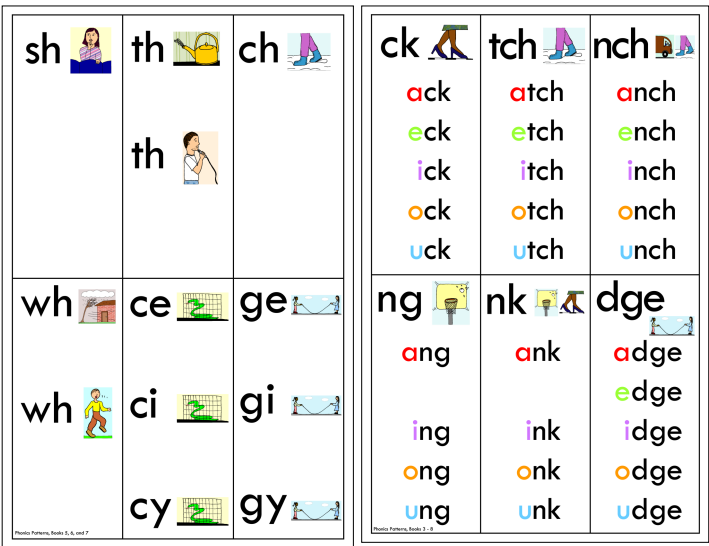 sh
th
th
ch
wh
wh
ce
ci
cy
ge
gi
gy
Phonics Patterns, Books 5, 6, and 7
ck
ack
eck
ick
ock
uck
tch
atch
etch
itch
otch
utch
nch
anch
ench
inch
onch
unch
ng
ang
ing
ong
ung
nk
ank
ink
onk
unk
dge
adge
edge
idge
odge
udge
Phonics Patterns, Books 3 - 8